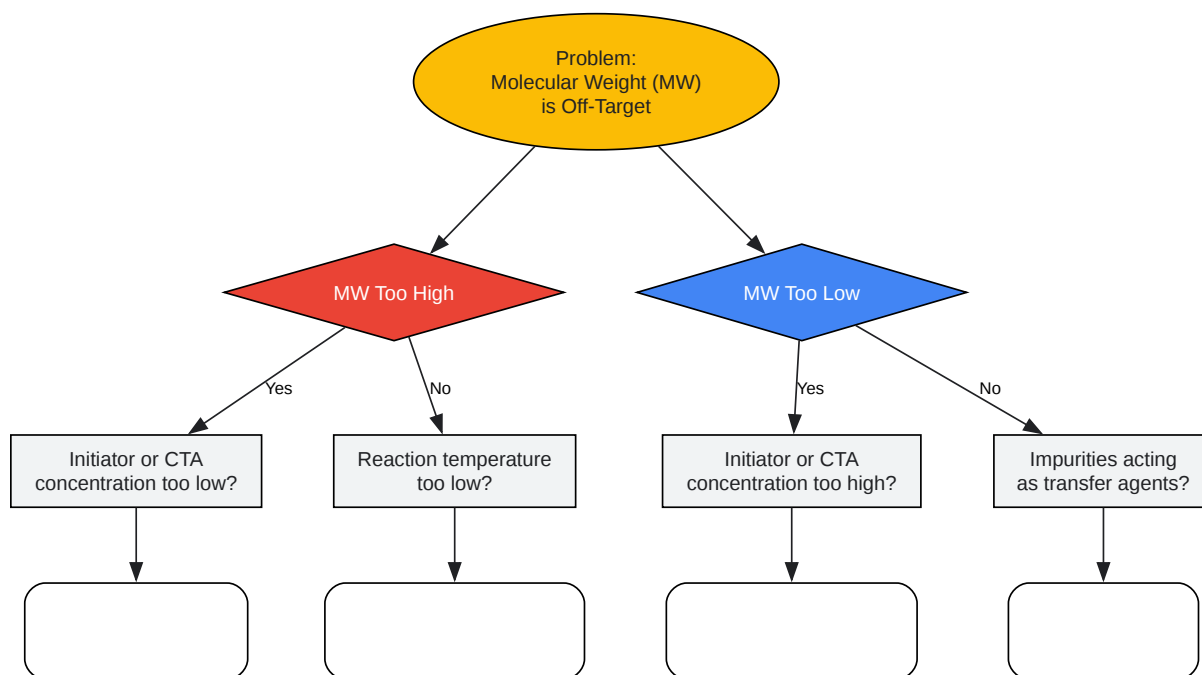 Problem:
Molecular Weight (MW)
is Off-Target
MW Too High
MW Too Low
Yes
No
Yes
No
Initiator or CTA
concentration too low?
Reaction temperature
too low?
Initiator or CTA
concentration too high?
Impurities acting
as transfer agents?